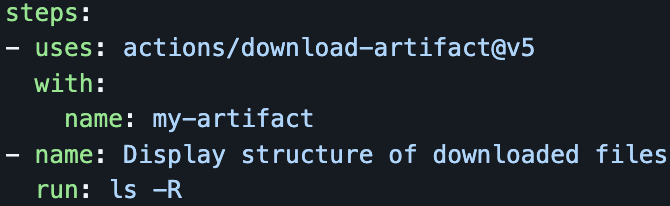 steps:
- uses: actions/download-artifact@v5
  with:
    name: my-artifact
- name: Display structure of downloaded files
  run: ls -R